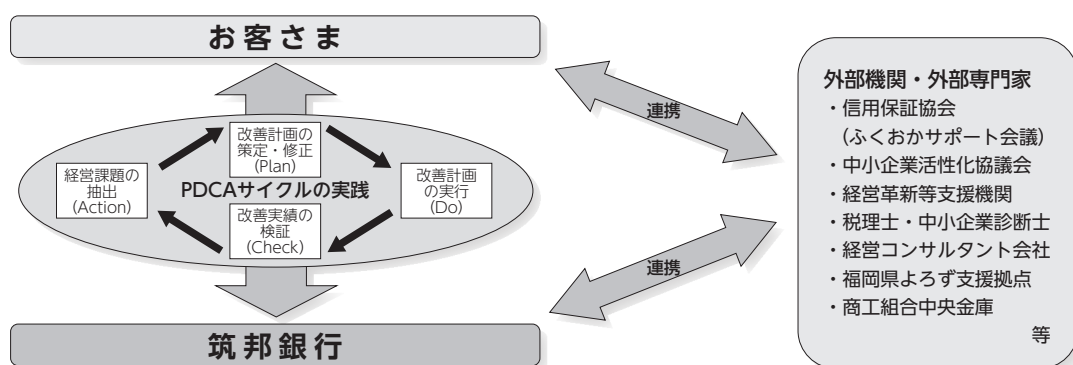 お客さま
改善計画の
策定・修正
(Plan)
経営課題の
抽出
(Action)
PDCAサイクルの実践
改善計画
の実行
(Do)
改善実績の
検証
(Check)
筑邦銀行
連携
連携
外部機関・外部専門家
・信用保証協会
(ふくおかサポート会議)
・中小企業活性化協議会
・経営革新等支援機関
・税理士・中小企業診断士
・経営コンサルタント会社
・福岡県よろず支援拠点
・商工組合中央金庫
等